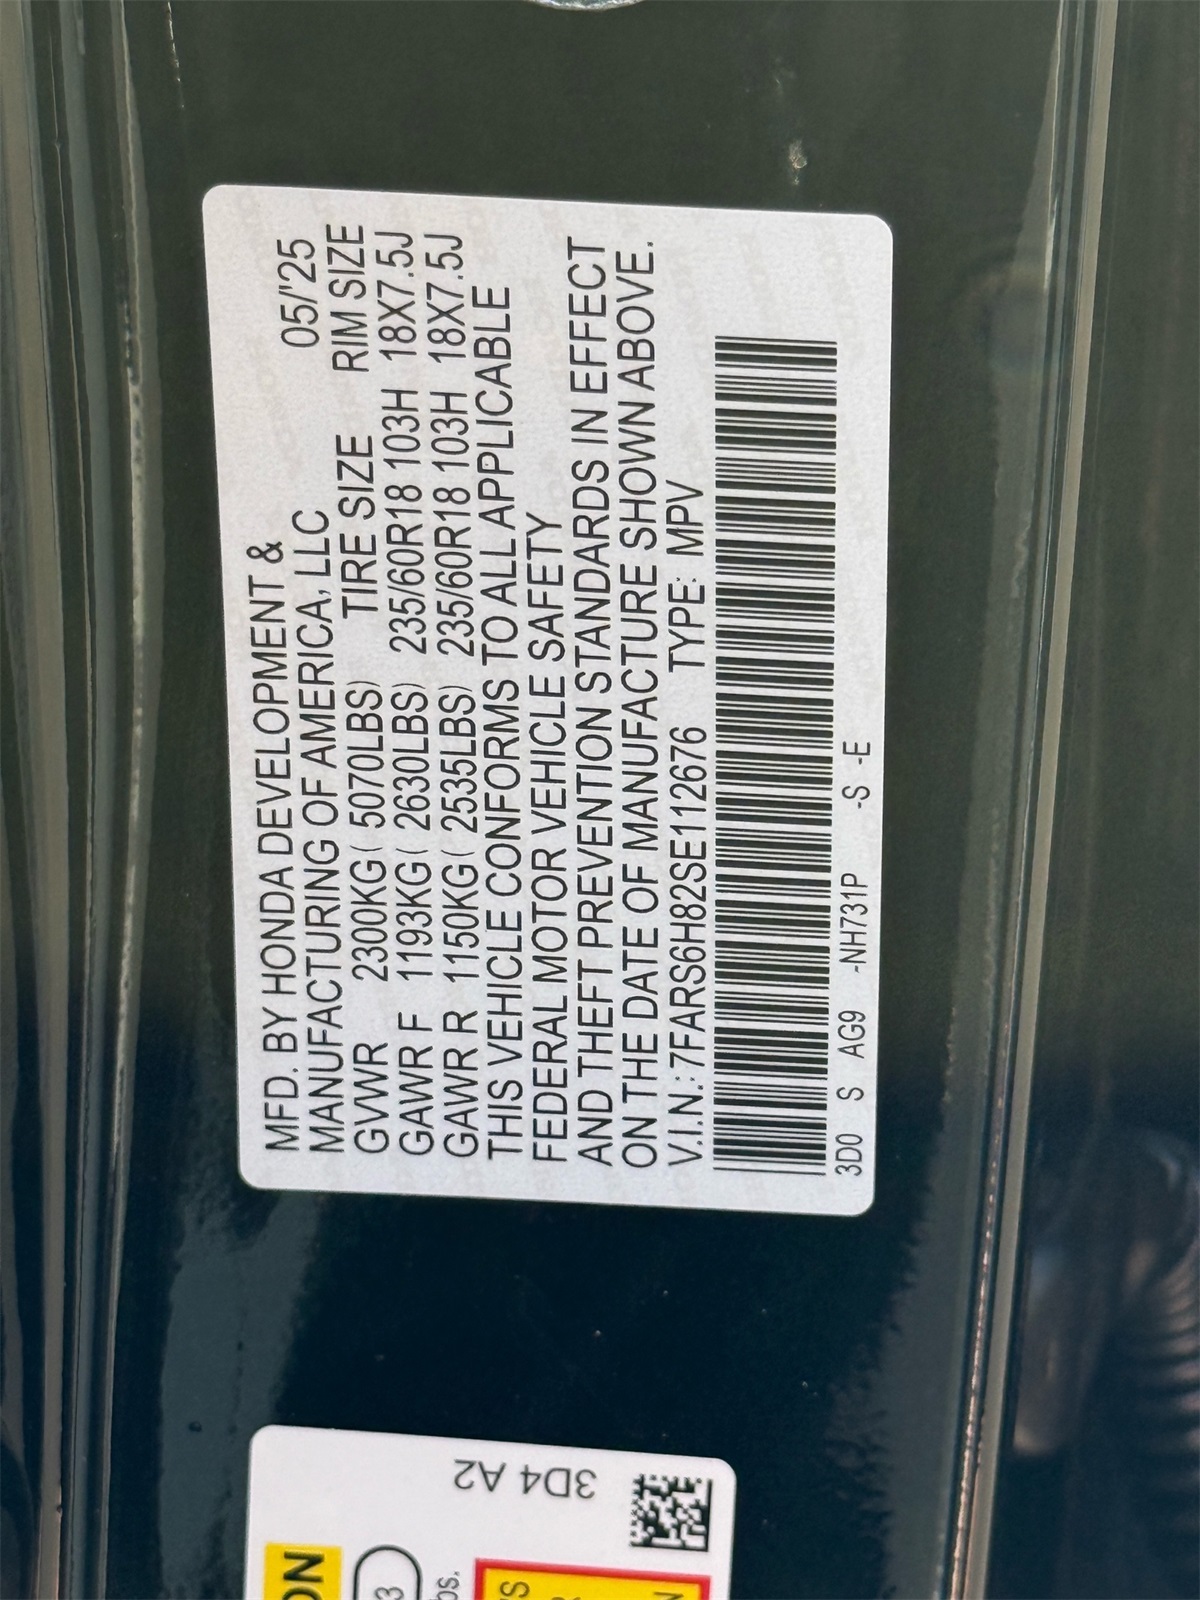 MFD. BY HONDA DEVELOPMENT &
MANUFACTURING OF AMERICA, LLC 05/'25
GVWR 2300KG( 5070LBS) TIRE SIZE RIM SIZE
GAWR F 1193KG( 2630LBS) 235/60R18 103H 18X7.5J
GAWR R 1150KG( 2535LBS) 235/60R18 103H 18X7.5J
THIS VEHICLE CONFORMS TO ALL APPLICABLE
FEDERAL MOTOR VEHICLE SAFETY
AND THEFT PREVENTION STANDARDS IN EFFECT
ON THE DATE OF MANUFACTURE SHOWN ABOVE.
V.I.N.: 7FARS6H82SE112676 TYPE: MPV
3D0 S AG9 -NH731P -S -E
3D4 A2